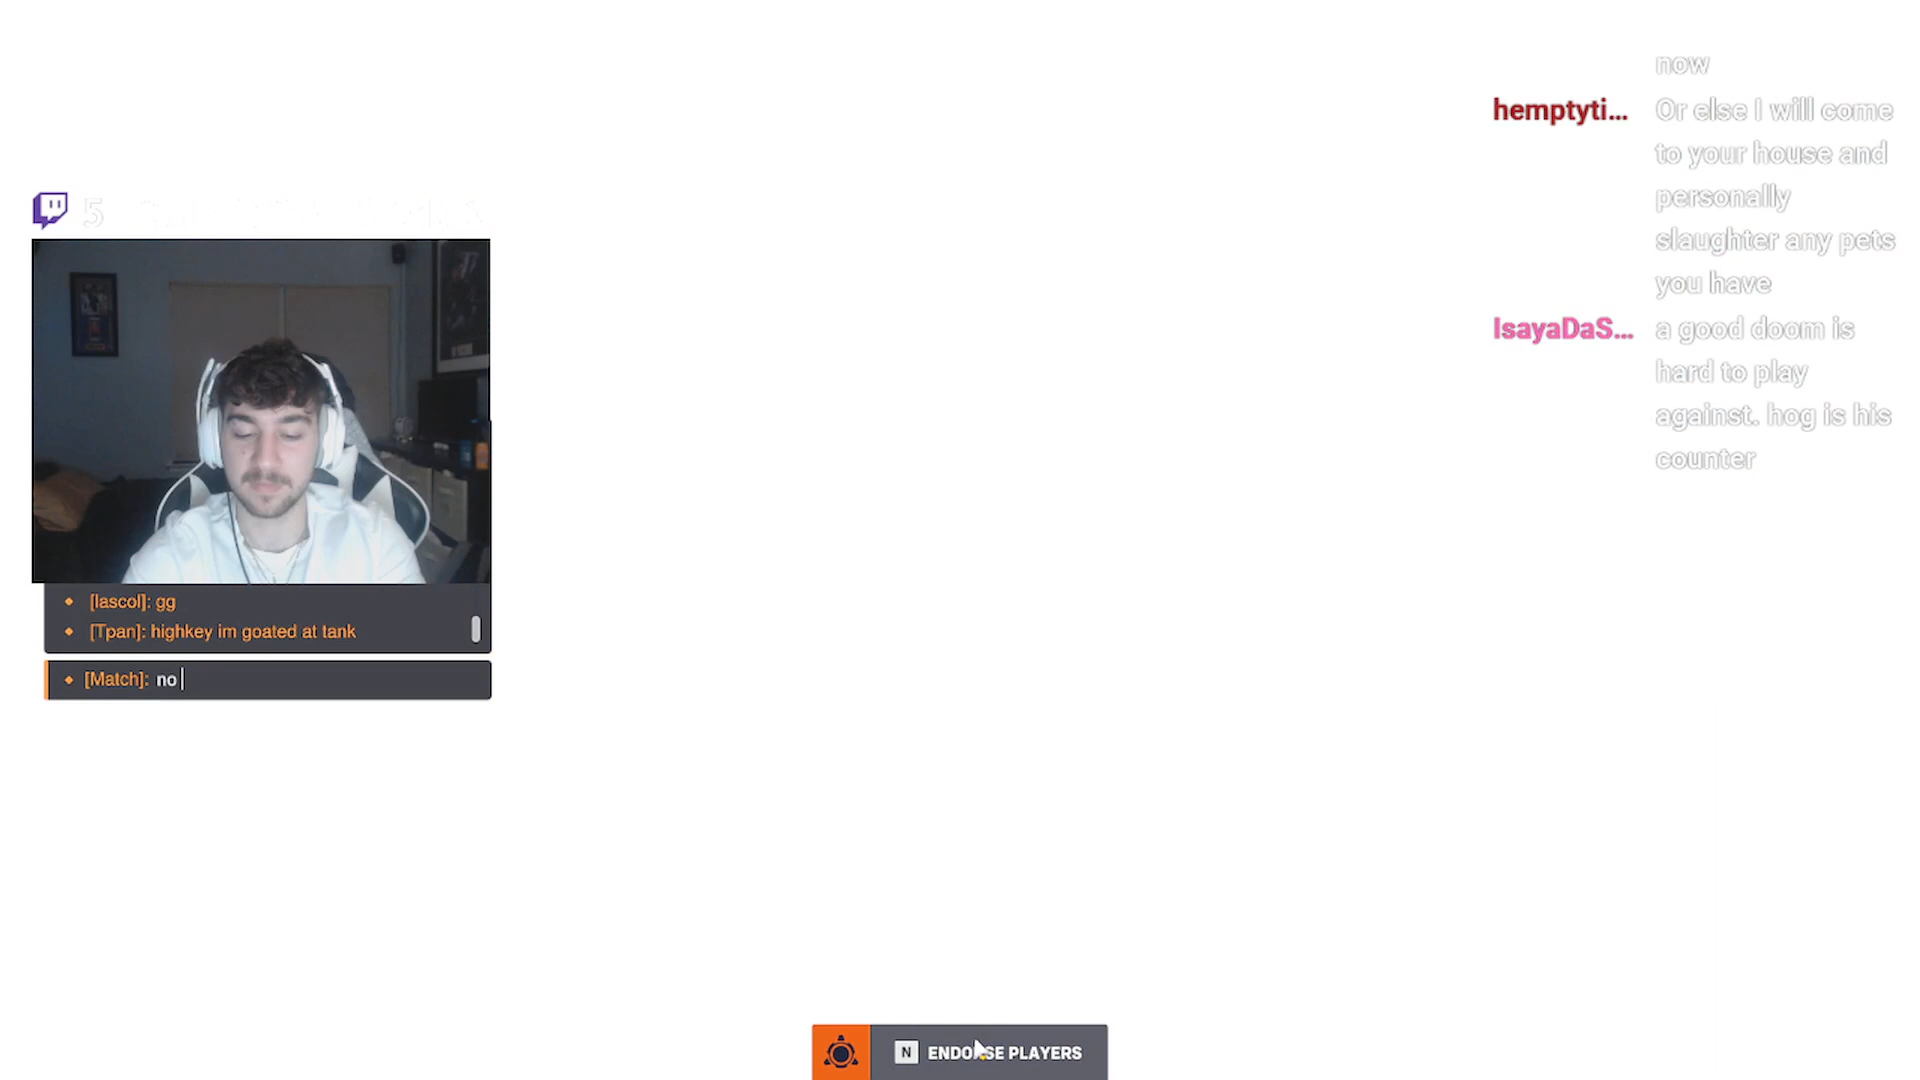 now
hemptyti... Or else I will come
to your house and
personally
slaughter any pets
you have
IsayaDaS... a good doom is
hard to play
against. hog is his
counter
5
[lascol]: gg
[Tpan]: highkey im goated at tank
[Match]: no
N ENDORSE PLAYERS